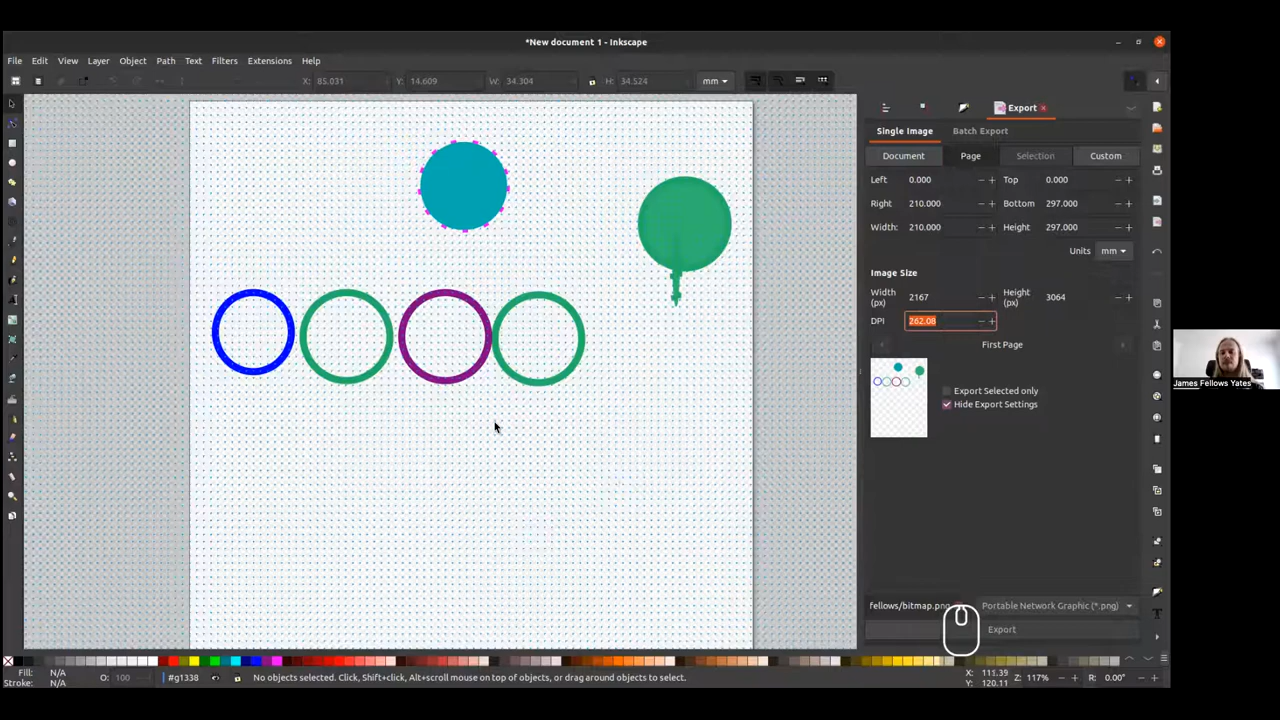 *New document 1 - Inkscape
File Edit View Layer Object Path Text Filters Extensions Help
X: 85.031 Y: 14.609 W: 34.304 H: 34.524 mm
Export
Single Image Batch Export
Document Page Selection Custom
Left 0.000 Top 0.000
Right 210.000 Bottom 297.000
Width: 210.000 Height 297.000
Units mm
Image Size
Width (px) 2167 Height (px) 3064
DPI 262.08
First Page
Export Selected only
Hide Export Settings
fellows/bitmap.png Portable Network Graphic (*.png)
Export
James Fellows Yates
Fill: N/A
Stroke: N/A
O: 100
#g1338
No objects selected. Click, Shift+click, Alt+scroll mouse on top of objects, or drag around objects to select.
X: 111.39
Y: 120.11
Z: 117% R: 0.00°